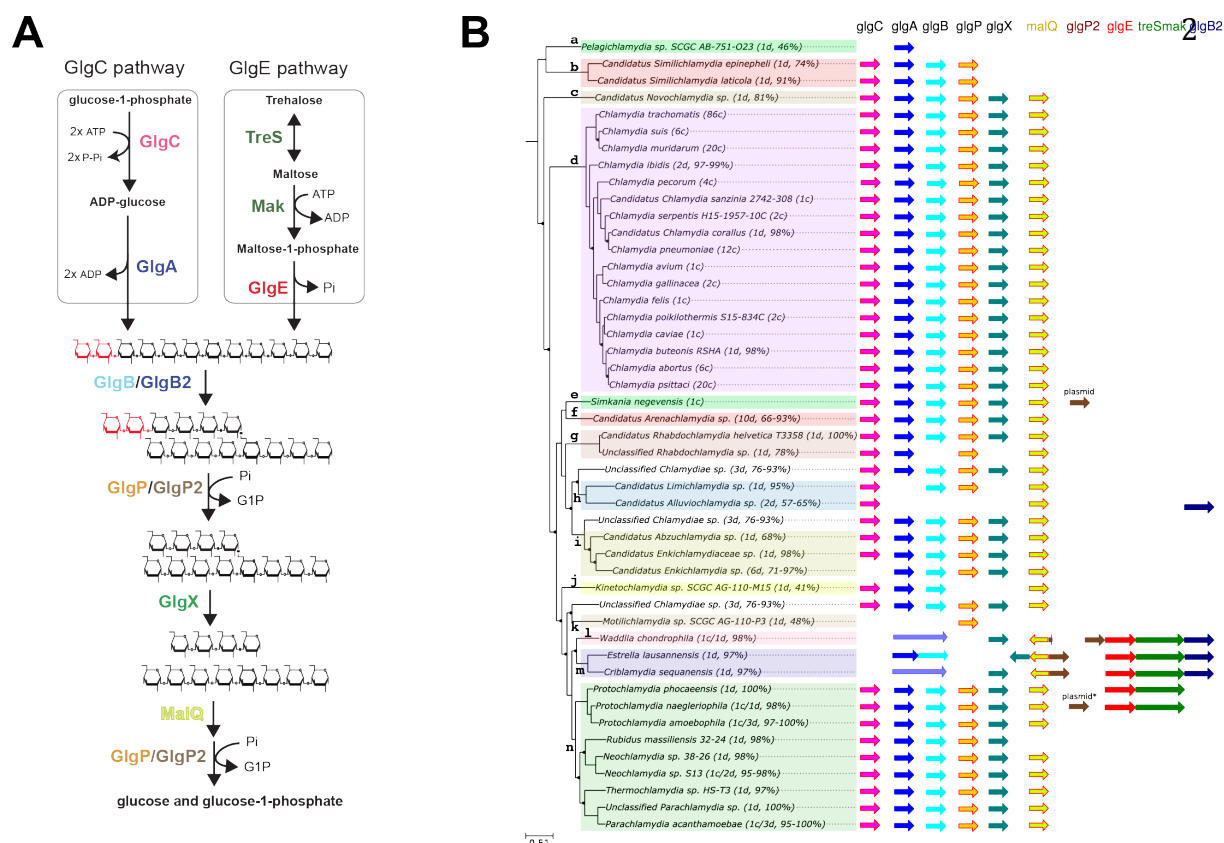 A
GlgC pathway
GlgE pathway
glucose-1-phosphate
2x ATP
GlgC
2x P-Pi
ADP-glucose
2x ADP
GlgA
Trehalose
TreS
Maltose
ATP
Mak
ADP
Maltose-1-phosphate
GlgE
Pi
GlgB/GlgB2
GlgP/GlgP2
Pi
G1P
GlgX
MalQ
GlgP/GlgP2
Pi
G1P
glucose and glucose-1-phosphate
B
glgC glgA glgB glgP glgX malQ glgP2 glgE treSmak glgB2
2
a
Pelagichlamydia sp. SCGC AB-751-O23 (1d, 46%)
b
Candidatus Similichlamydia epinepheli (1d, 74%)
Candidatus Similichlamydia laticola (1d, 91%)
c
Candidatus Novochlamydia sp. (1d, 81%)
d
Chlamydia trachomatis (86c)
Chlamydia suis (6c)
Chlamydia muridarum (20c)
Chlamydia ibidis (2d, 97-99%)
Chlamydia pecorum (4c)
Candidatus Chlamydia sanzinia 2742-308 (1c)
Chlamydia serpentis H15-1957-10C (2c)
Candidatus Chlamydia corallus (1d, 98%)
Chlamydia pneumoniae (12c)
Chlamydia avium (1c)
Chlamydia gallinacea (2c)
Chlamydia felis (1c)
Chlamydia poikilothermis S15-834C (2c)
Chlamydia caviae (1c)
Chlamydia buteonis RSHA (1d, 98%)
Chlamydia abortus (6c)
Chlamydia psittaci (20c)
e
Simkania negevensis (1c)
plasmid
f
Candidatus Arenachlamydia sp. (10d, 66-93%)
g
Candidatus Rhabdochlamydia helvetica T3358 (1d, 100%)
Unclassified Rhabdochlamydia sp. (1d, 78%)
Unclassified Chlamydiae sp. (3d, 76-93%)
h
Candidatus Limichlamydia sp. (1d, 95%)
Candidatus Alluviochlamydia sp. (2d, 57-65%)
Unclassified Chlamydiae sp. (3d, 76-93%)
i
Candidatus Abzuchlamydia sp. (1d, 68%)
Candidatus Enkichlamydiaceae sp. (1d, 98%)
Candidatus Enkichlamydia sp. (6d, 71-97%)
j
Kinetochlamydia sp. SCGC AG-110-M15 (1d, 41%)
Unclassified Chlamydiae sp. (3d, 76-93%)
k
Motilichlamydia sp. SCGC AG-110-P3 (1d, 48%)
l
Waddlia chondrophila (1c/1d, 98%)
m
Estrella lausannensis (1d, 97%)
Criblamydia sequanensis (1d, 97%)
n
Protochlamydia phocaeensis (1d, 100%)
plasmid*
Protochlamydia naegleriophila (1c/1d, 98%)
Protochlamydia amoebophila (1c/3d, 97-100%)
Rubidus massiliensis 32-24 (1d, 98%)
Neochlamydia sp. 38-26 (1d, 98%)
Neochlamydia sp. S13 (1c/2d, 95-98%)
Thermochlamydia sp. HS-T3 (1d, 97%)
Unclassified Parachlamydia sp. (1d, 100%)
Parachlamydia acanthamoebae (1c/3d, 95-100%)
0.51